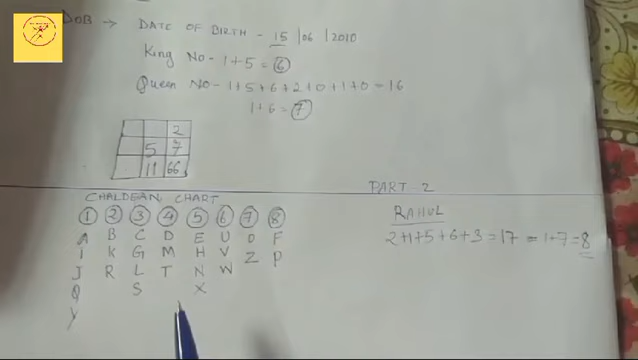 DOB → DATE OF BIRTH - 15 | 06 | 2010
King No - 1+5 = 6
Queen No - 1+5+6+2+0+1+0 = 16
1+6 = 7
2
5 7
11 66
CHALDEAN CHART
1 2 3 4 5 6 7 8
A B C D E U O F
I K G M H V Z P
J R L T N W
Q S X
Y
PART-2
RAHUL
2+1+5+6+3 = 17 = 1+7 = 8